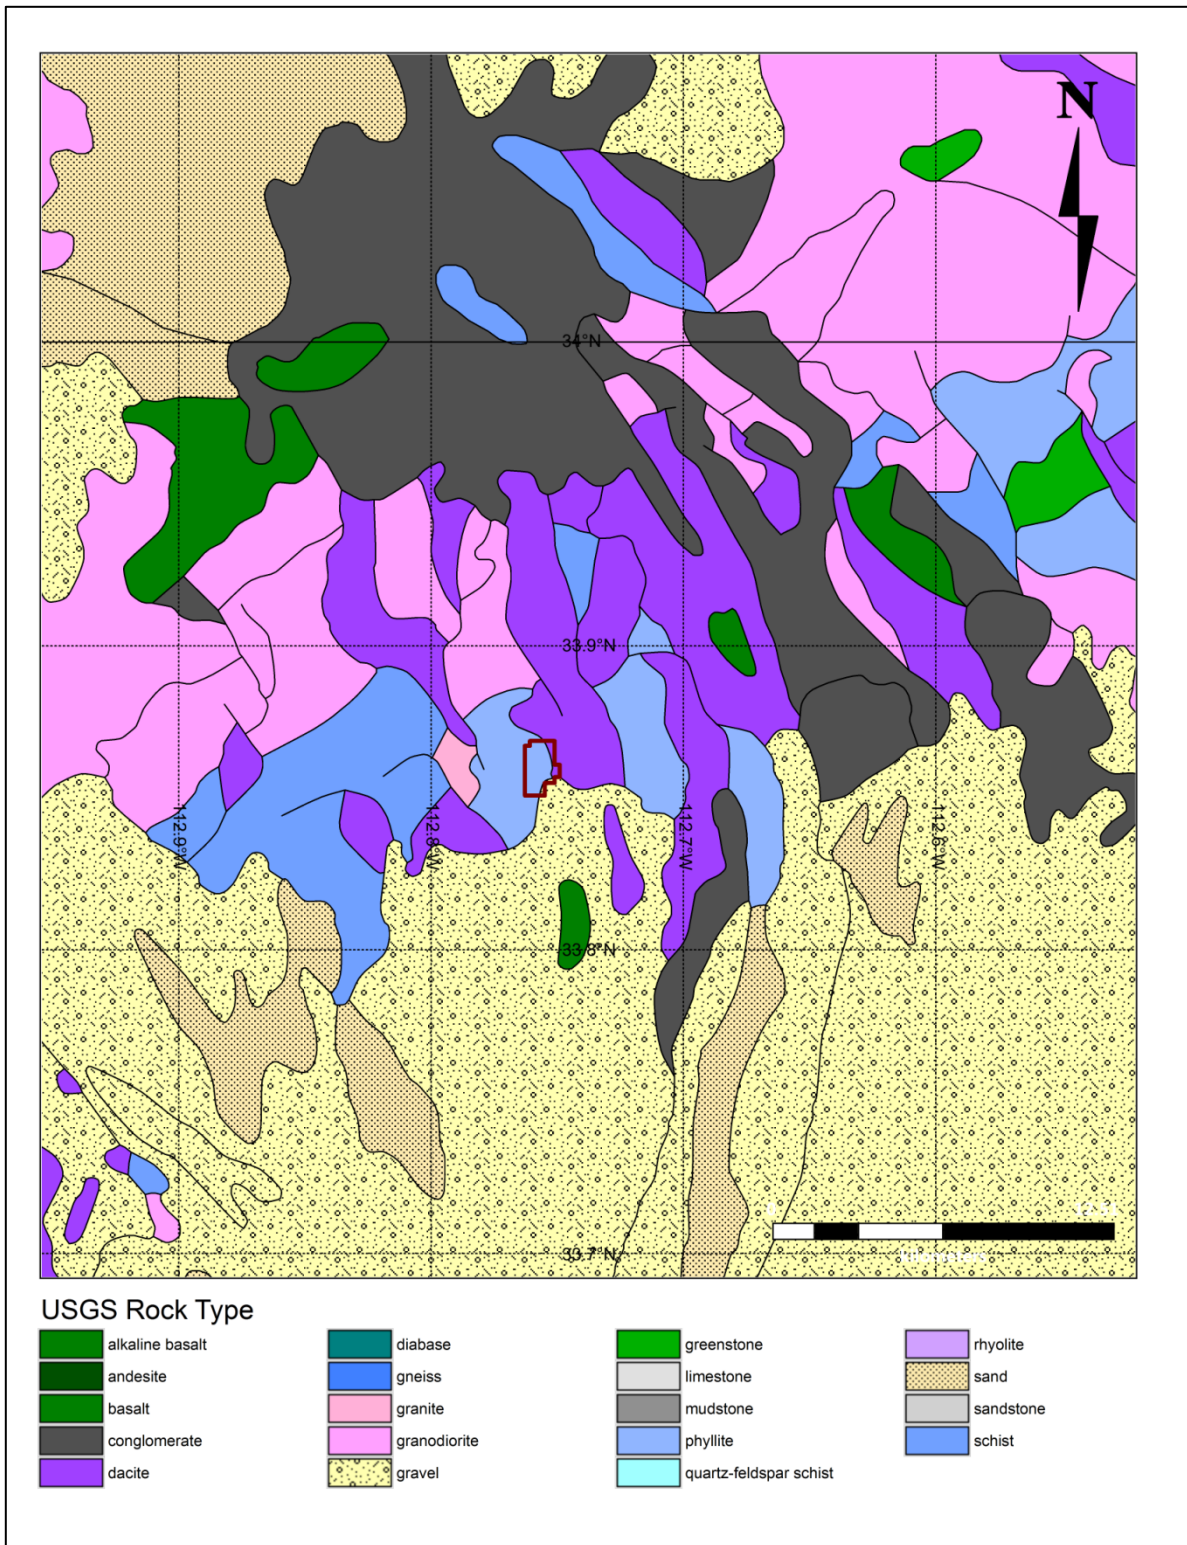 N
34°N
33.9°N
112.9°W
112.8°W
112.7°W
112.6°W
33.8°N
33.7°N
0
USGS Rock Type
alkaline basalt
andesite
basalt
conglomerate
dacite
diabase
gneiss
granite
granodiorite
gravel
greenstone
limestone
mudstone
phyllite
quartz-feldspar schist
rhyolite
sand
sandstone
schist